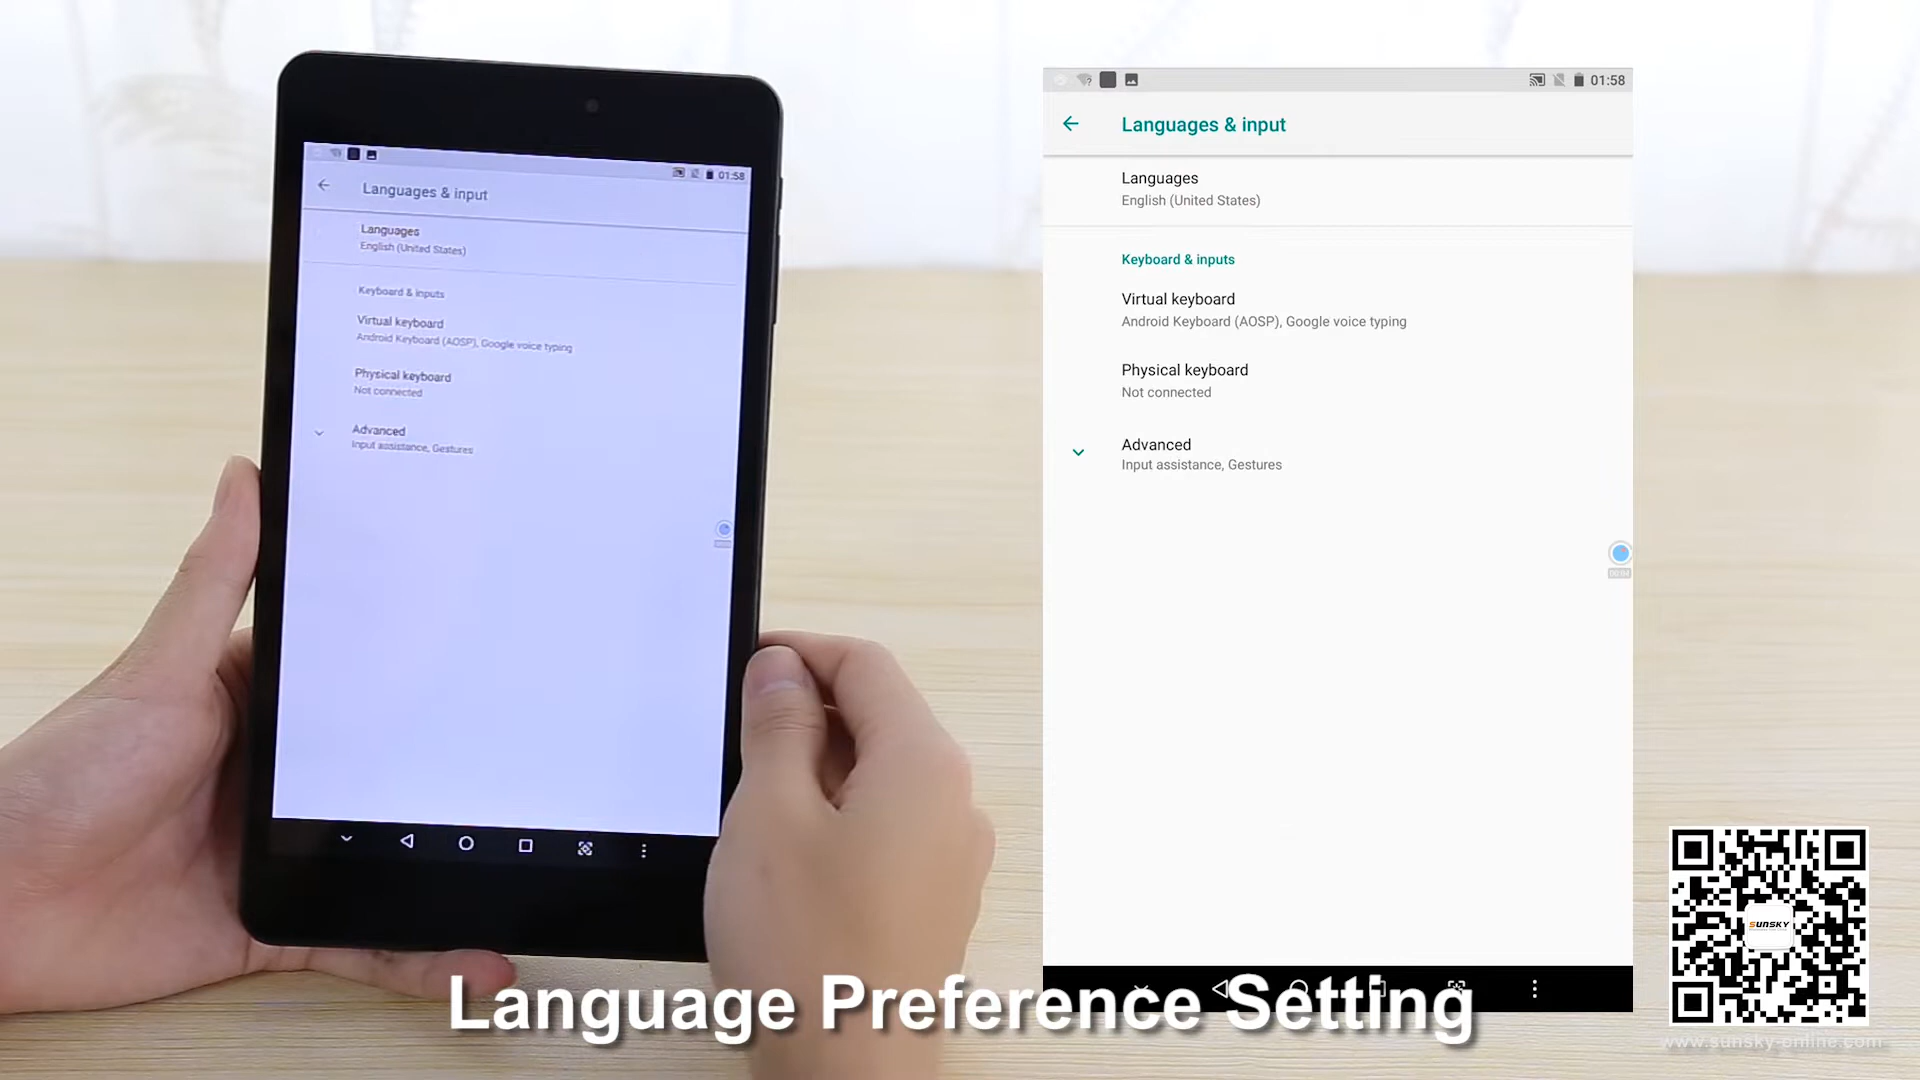 01:58
Languages & input
Languages
English (United States)
Keyboard & inputs
Virtual keyboard
Android Keyboard (AOSP), Google voice typing
Physical keyboard
Not connected
Advanced
Input assistance, Gestures
01:58
Languages & input
Languages
English (United States)
Keyboard & inputs
Virtual keyboard
Android Keyboard (AOSP), Google voice typing
Physical keyboard
Not connected
Advanced
Input assistance, Gestures
SUNSKY
www.sunsky-online.com
Language Preference Setting